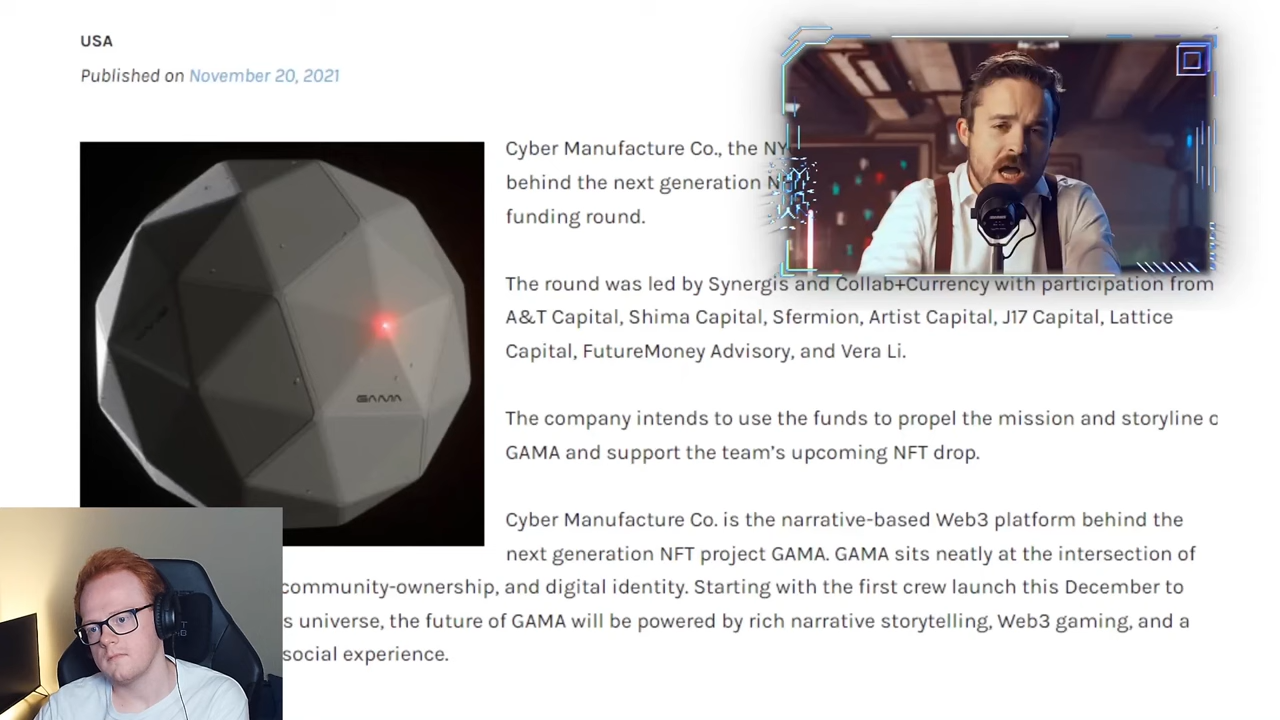 USA
Published on November 20, 2021
Cyber Manufacture Co., the
behind the next generation
funding round.
The round was led by Synergis and Collab+Currency with participation from
A&T Capital, Shima Capital, Sfermion, Artist Capital, J17 Capital, Lattice
Capital, FutureMoney Advisory, and Vera Li.
The company intends to use the funds to propel the mission and storyline
GAMA and support the team's upcoming NFT drop.
Cyber Manufacture Co. is the narrative-based Web3 platform behind the
next generation NFT project GAMA. GAMA sits neatly at the intersection of
community-ownership, and digital identity. Starting with the first crew launch this December to
universe, the future of GAMA will be powered by rich narrative storytelling, Web3 gaming, and a
social experience.
GAMA